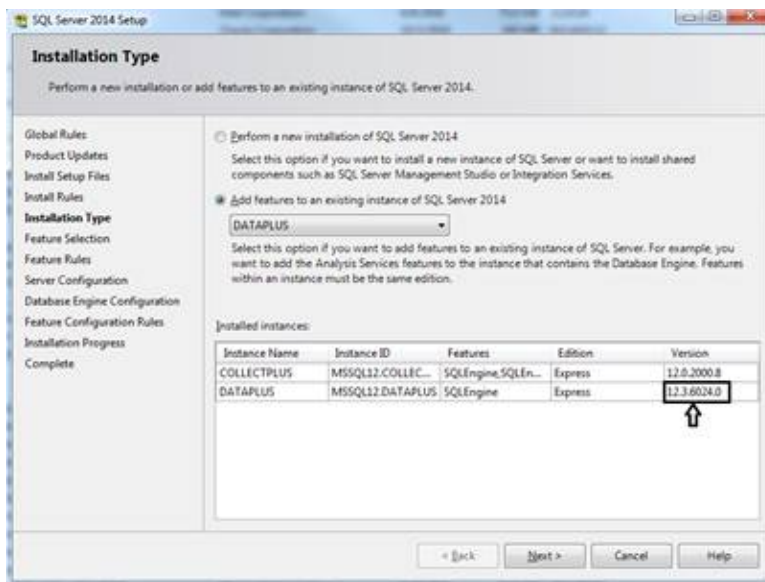 SQL Server 2014 Setup
Installation Type
Perform a new installation or add features to an existing instance of SQL Server 2014.
Global Rules
Product Updates
Install Setup Files
Install Rules
Installation Type
Feature Selection
Feature Rules
Server Configuration
Database Engine Configuration
Feature Configuration Rules
Installation Progress
Complete
Perform a new installation of SQL Server 2014
Select this option if you want to install a new instance of SQL Server or want to install shared
components such as SQL Server Management Studio or Integration Services.
Add features to an existing instance of SQL Server 2014
DATAPLUS
Select this option if you want to add features to an existing instance of SQL Server. For example, you
want to add the Analysis Services features to the instance that contains the Database Engine. Features
within an instance must be the same edition.
Installed instances:
Instance Name Instance ID Features Edition Version
COLLECTPLUS MSSQL12.COLLEC... SQLEngine,SQLEn... Express 12.0.2000.8
DATAPLUS MSSQL12.DATAPLUS SQLEngine Express 12.3.6024.0
< Back Next > Cancel Help